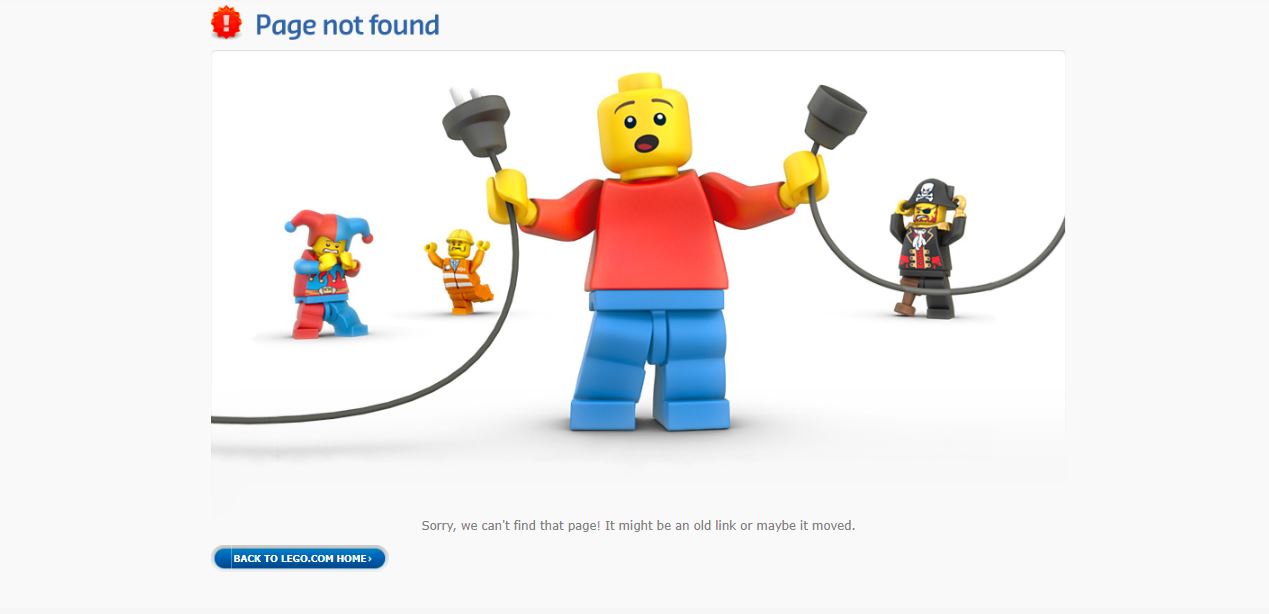 Page not found
Sorry, we can't find that page! It might be an old link or maybe it moved.
BACK TO LEGO.COM HOME ›